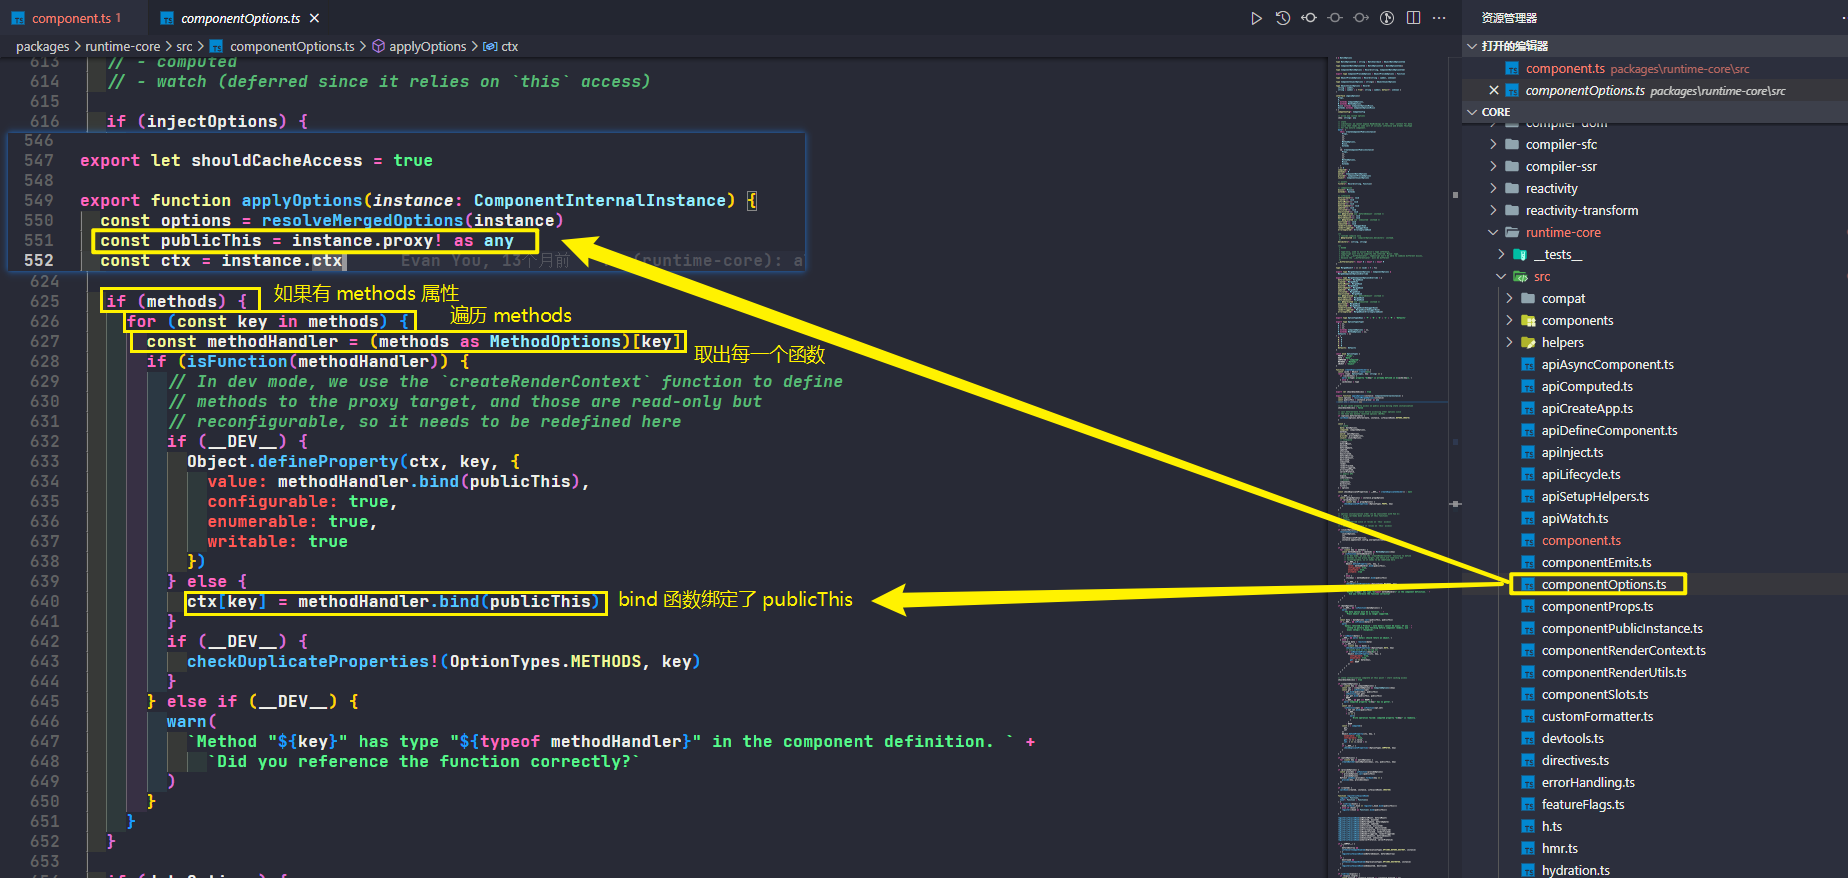 component.ts 1
componentOptions.ts
packages > runtime-core > src > componentOptions.ts > applyOptions > ctx
613 // - computed
614 // - watch (deferred since it relies on `this` access)
615
616 if (injectOptions) {
546
547 export let shouldCacheAccess = true
548
549 export function applyOptions(instance: ComponentInternalInstance) {
550 const options = resolveMergedOptions(instance)
551 const publicThis = instance.proxy! as any
552 const ctx = instance.ctx Evan You, 13个月前 (runtime-core): a
624
625 if (methods) { 如果有 methods 属性
626 for (const key in methods) { 遍历 methods
627 const methodHandler = (methods as MethodOptions)[key] 取出每一个函数
628 if (isFunction(methodHandler)) {
629 // In dev mode, we use the `createRenderContext` function to define
630 // methods to the proxy target, and those are read-only but
631 // reconfigurable, so it needs to be redefined here
632 if (__DEV__) {
633 Object.defineProperty(ctx, key, {
634 value: methodHandler.bind(publicThis),
635 configurable: true,
636 enumerable: true,
637 writable: true
638 })
639 } else {
640 ctx[key] = methodHandler.bind(publicThis) bind 函数绑定了 publicThis
641 }
642 if (__DEV__) {
643 checkDuplicateProperties!(OptionTypes.METHODS, key)
644 }
645 } else if (__DEV__) {
646 warn(
647 `Method "${key}" has type "${typeof methodHandler}" in the component definition. ` +
648 `Did you reference the function correctly?`
649 )
650 }
651 }
652 }
653
资源管理器
打开的编辑器
component.ts packages\runtime-core\src
componentOptions.ts packages\runtime-core\src
CORE
compiler-dom
compiler-sfc
compiler-ssr
reactivity
reactivity-transform
runtime-core
__tests__
src
compat
components
helpers
apiAsyncComponent.ts
apiComputed.ts
apiCreateApp.ts
apiDefineComponent.ts
apiInject.ts
apiLifecycle.ts
apiSetupHelpers.ts
apiWatch.ts
component.ts
componentEmits.ts
componentOptions.ts
componentProps.ts
componentPublicInstance.ts
componentRenderContext.ts
componentRenderUtils.ts
componentSlots.ts
customFormatter.ts
devtools.ts
directives.ts
errorHandling.ts
featureFlags.ts
h.ts
hmr.ts
hydration.ts